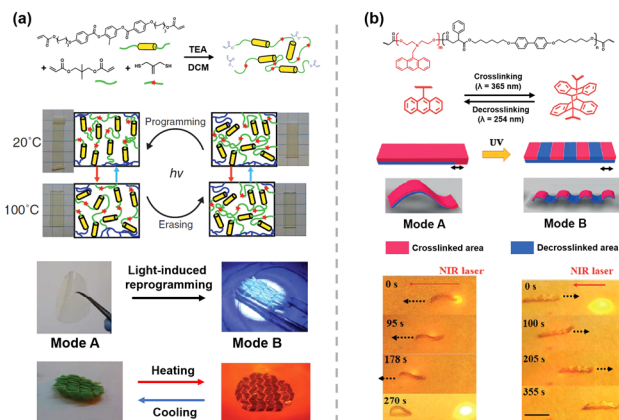 (a)
TEA
DCM
+
+
HS
SH
20°C
Programming
hν
100°C
Erasing
Light-induced
reprogramming
Mode A
Mode B
Heating
Cooling
(b)
Crosslinking
(λ = 365 nm)
Decrosslinking
(λ = 254 nm)
UV
Mode A
Mode B
Crosslinked area
Decrosslinked area
NIR laser
0 s
95 s
178 s
270 s
NIR laser
0 s
100 s
205 s
355 s